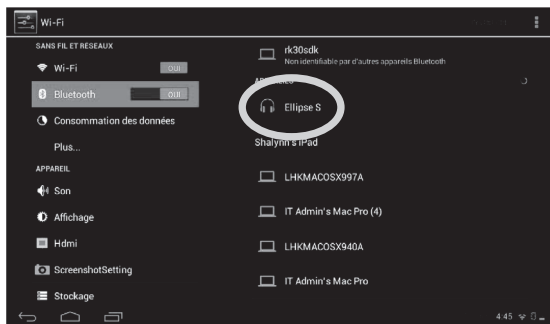 Wi-Fi
SANS FIL ET RÉSEAUX
Wi-Fi OUI
Bluetooth OUI
Consommation des données
Plus...
APPAREIL
Son
Affichage
Hdmi
ScreenshotSetting
Stockage
rk30sdk
Non identifiable par d'autres appareils Bluetooth
Ellipse S
Shalynn's iPad
LHKMACOSX997A
IT Admin's Mac Pro (4)
LHKMACOSX940A
IT Admin's Mac Pro
4:45